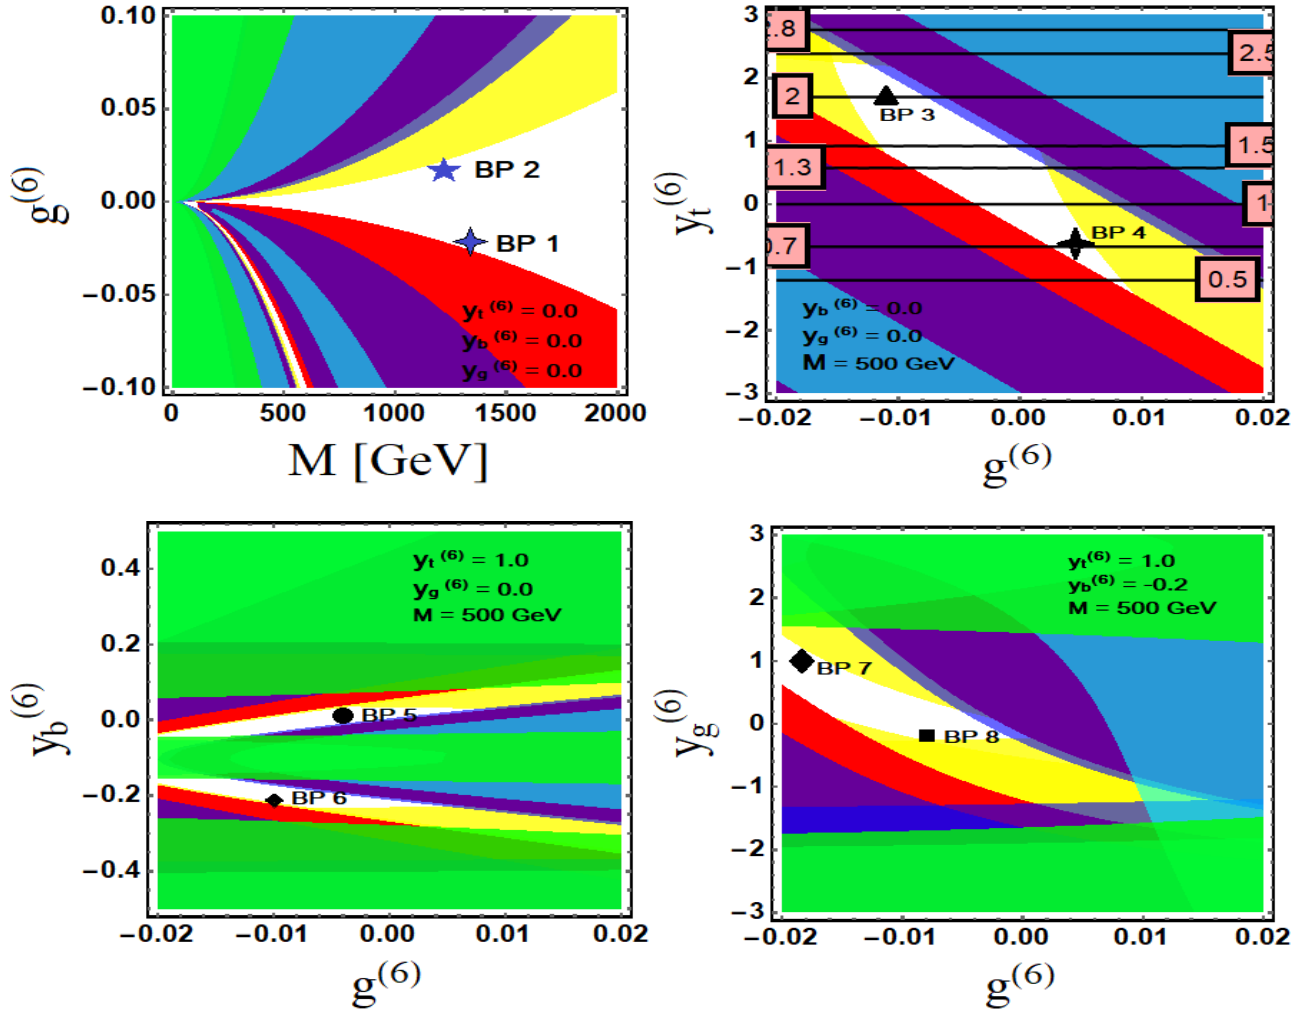 0.10
0.05
0.00
−0.05
−0.10
g(6)
BP 2
BP 1
yt (6) = 0.0
yb (6) = 0.0
yg (6) = 0.0
0 500 1000 1500 2000
M [GeV]
3
2
1
0
−1
−2
−3
yt(6)
.8
2.5
2
BP 3
1.5
1.3
1
BP 4
0.7
0.5
yb(6) = 0.0
yg(6) = 0.0
M = 500 GeV
−0.02 −0.01 0.00 0.01 0.02
g(6)
0.4
0.2
0.0
−0.2
−0.4
yb(6)
yt (6) = 1.0
yg (6) = 0.0
M = 500 GeV
BP 5
BP 6
−0.02 −0.01 0.00 0.01 0.02
g(6)
3
2
1
0
−1
−2
−3
yg(6)
yt(6) = 1.0
yb(6) = -0.2
M = 500 GeV
BP 7
BP 8
−0.02 −0.01 0.00 0.01 0.02
g(6)